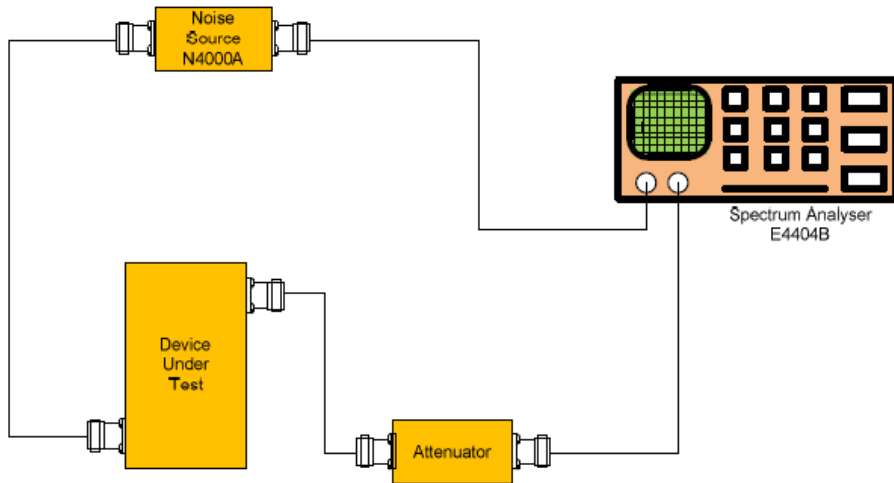 Noise
Source
N4000A
Spectrum Analyser
E4404B
Device
Under
Test
Attenuator